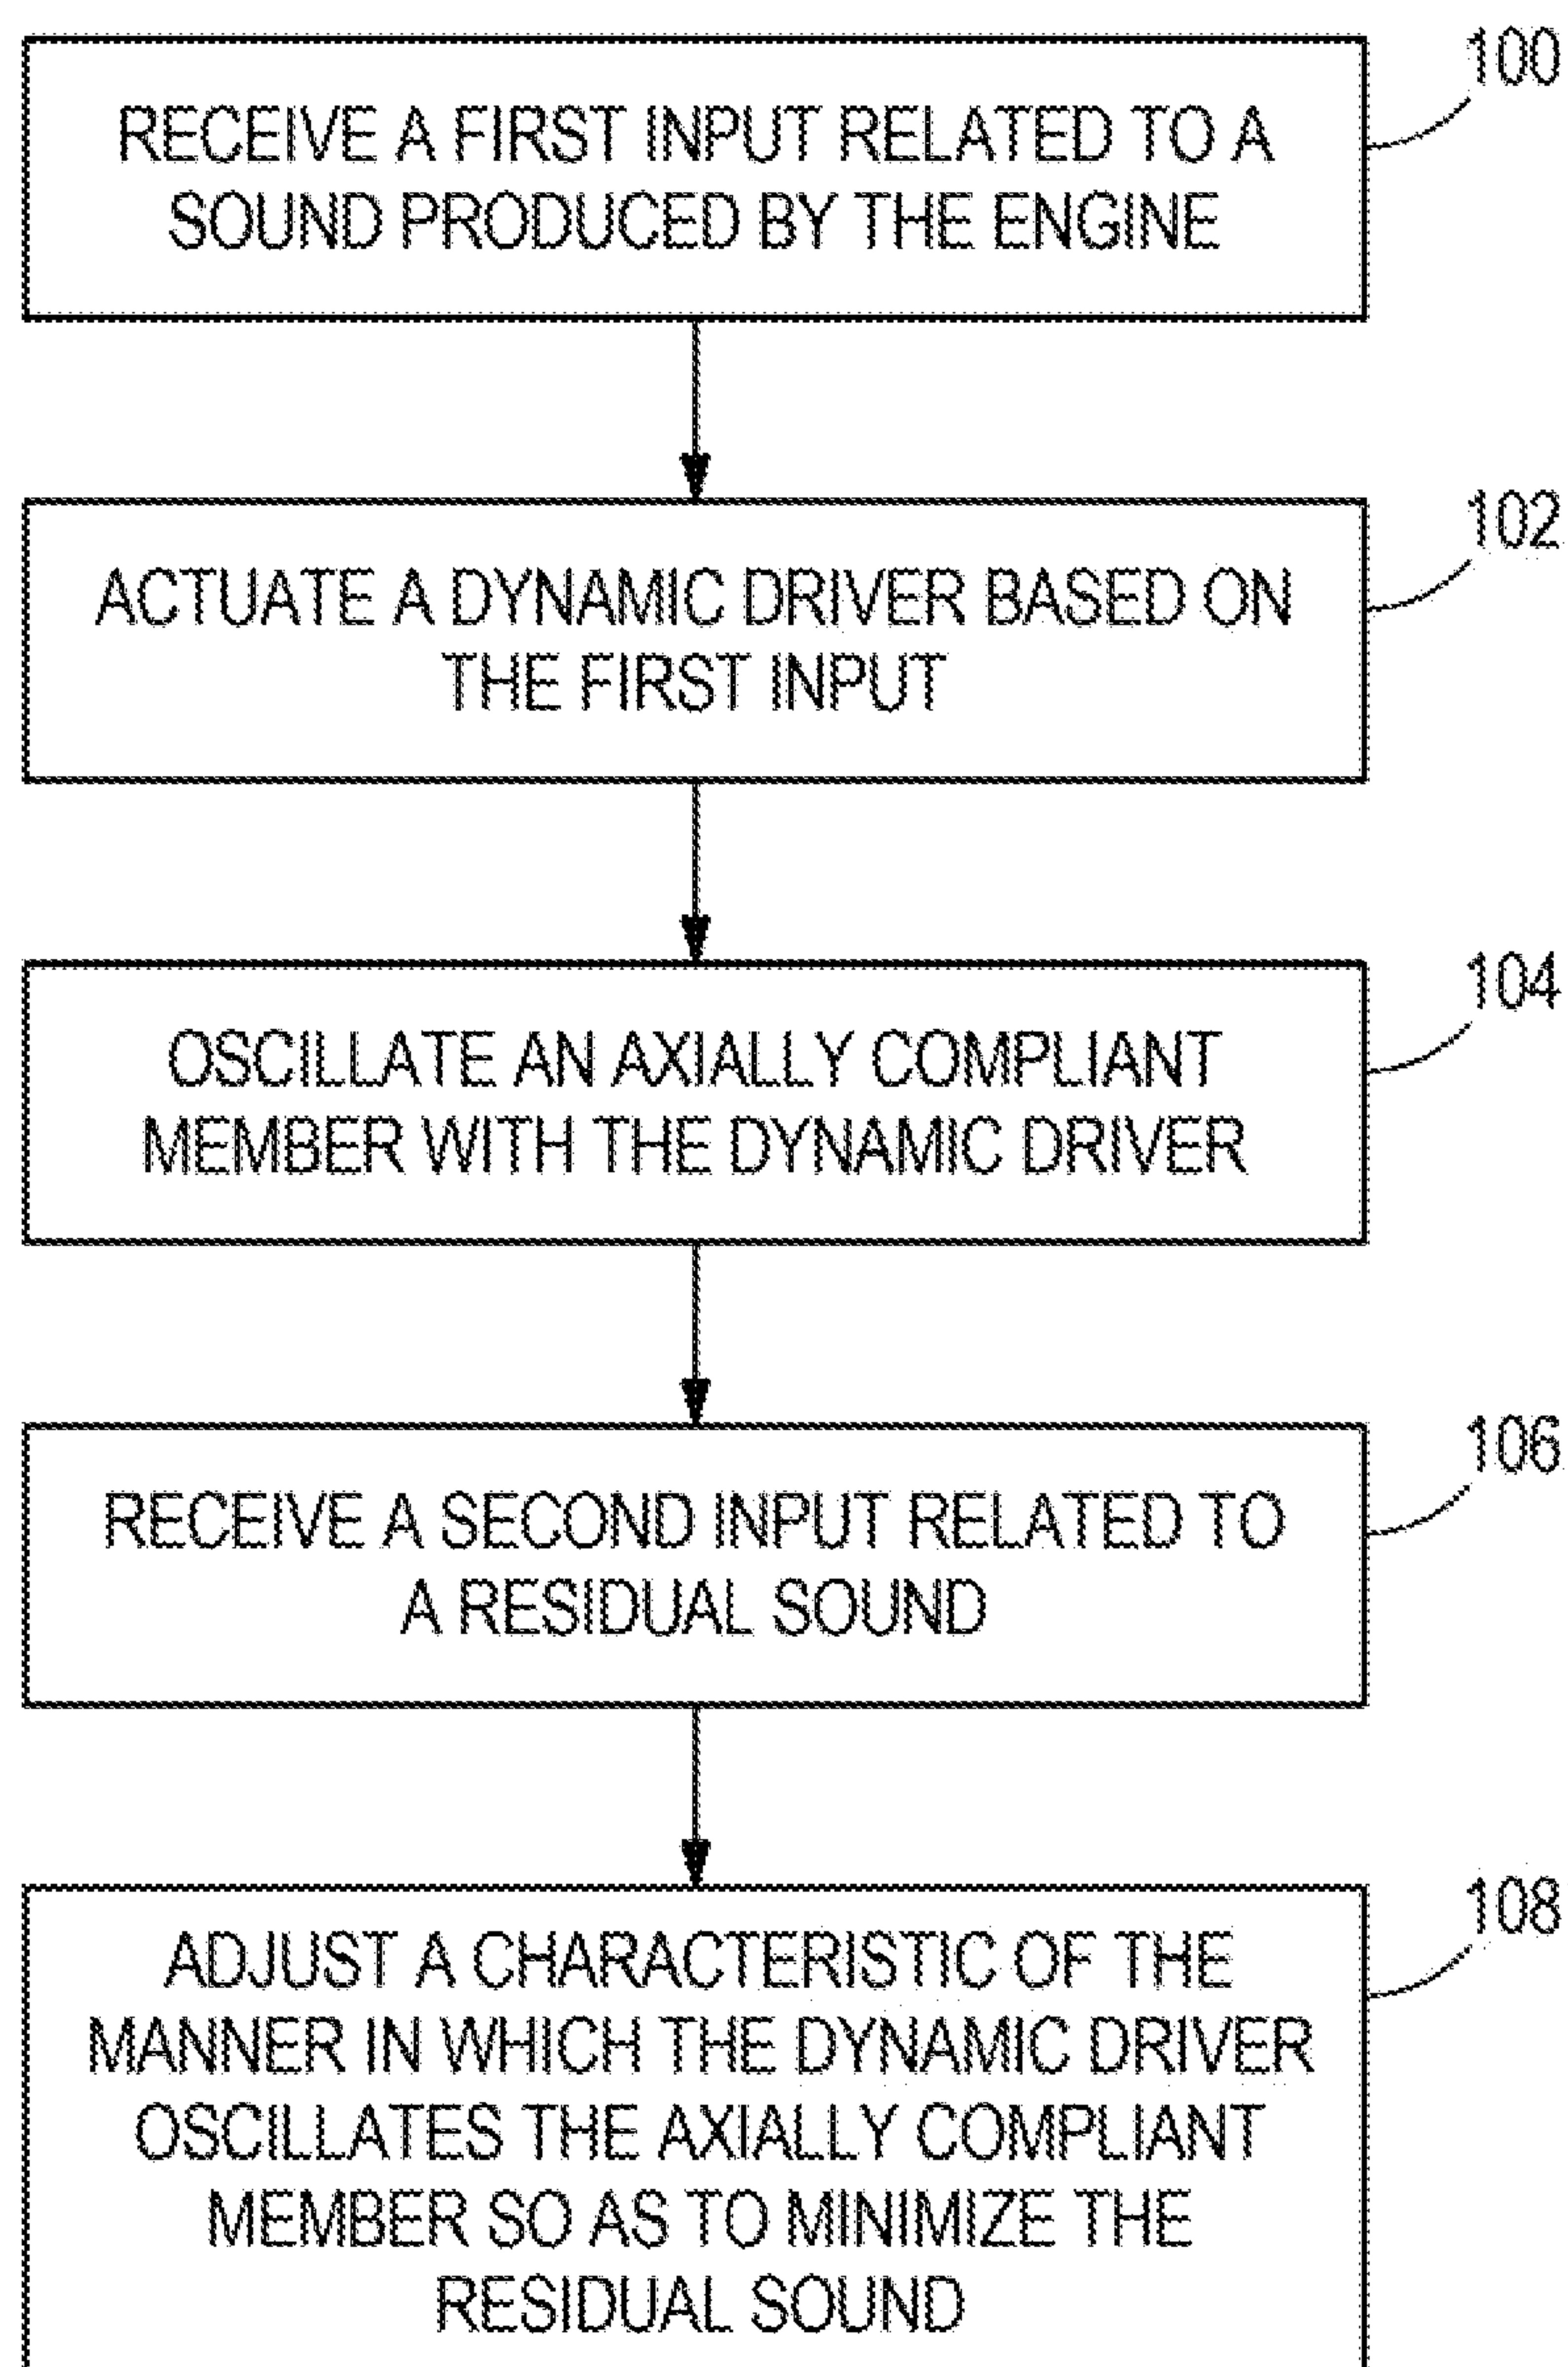 100
RECEIVE A FIRST INPUT RELATED TO A
SOUND PRODUCED BY THE ENGINE
102
ACTUATE A DYNAMIC DRIVER BASED ON
THE FIRST INPUT
104
OSCILLATE AN AXIALLY COMPLIANT
MEMBER WITH THE DYNAMIC DRIVER
106
RECEIVE A SECOND INPUT RELATED TO
A RESIDUAL SOUND
108
ADJUST A CHARACTERISTIC OF THE
MANNER IN WHICH THE DYNAMIC DRIVER
OSCILLATES THE AXIALLY COMPLIANT
MEMBER SO AS TO MINIMIZE THE
RESIDUAL SOUND